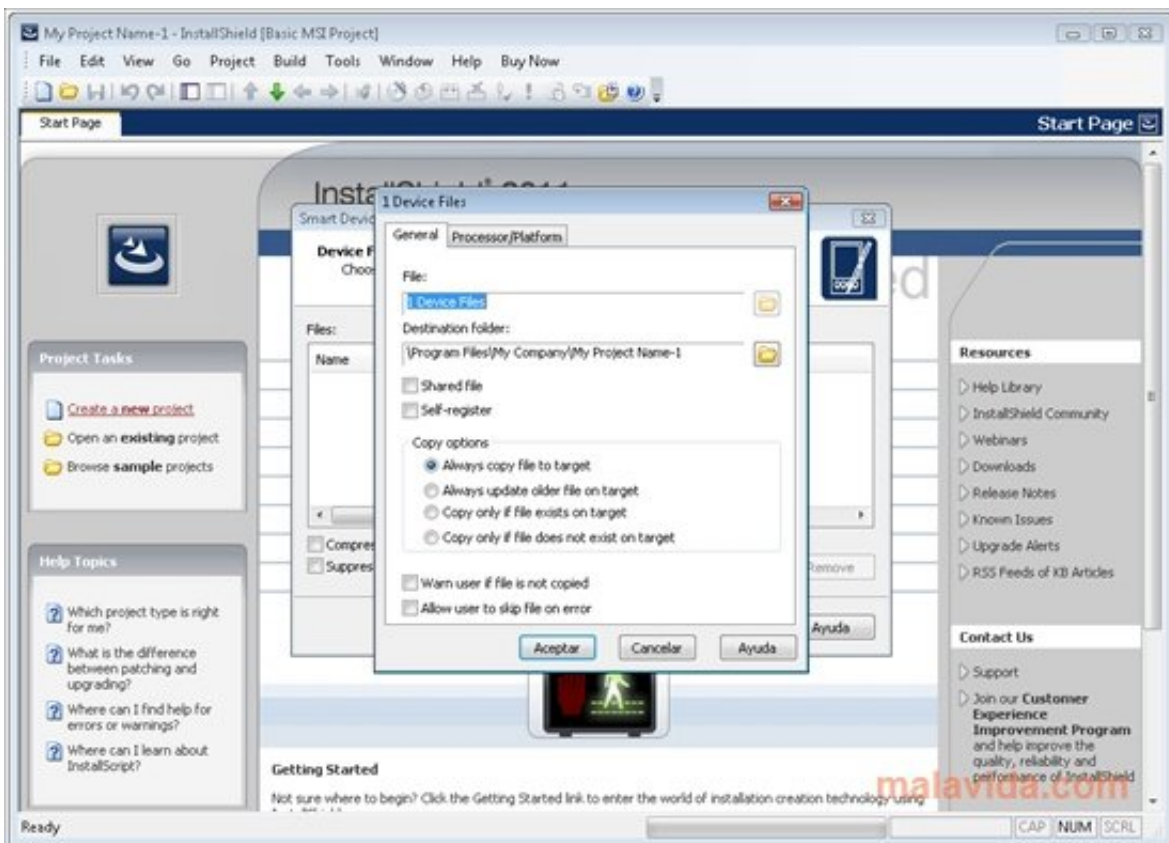 My Project Name-1 - InstallShield [Basic MSI Project]
File Edit View Go Project Build Tools Window Help Buy Now
Start Page
Start Page
Project Tasks
Create a new project
Open an existing project
Browse sample projects
Help Topics
Which project type is right
for me?
What is the difference
between patching and
upgrading?
Where can I find help for
errors or warnings?
Where can I learn about
InstallScript?
Smart Devic
Device F
Choo
Files:
Name
Compres
Suppres
Remove
Ayuda
1 Device Files
General
Processor/Platform
File:
1 Device Files
Destination folder:
\Program Files\My Company\My Project Name-1
Shared file
Self-register
Copy options
Always copy file to target
Always update older file on target
Copy only if file exists on target
Copy only if file does not exist on target
Warn user if file is not copied
Allow user to skip file on error
Aceptar
Cancelar
Ayuda
Getting Started
Not sure where to begin? Click the Getting Started link to enter the world of installation creation technology using
Resources
Help Library
InstallShield Community
Webinars
Downloads
Release Notes
Known Issues
Upgrade Alerts
RSS Feeds of KB Articles
Contact Us
Support
Join our Customer
Experience
Improvement Program
and help improve the
quality, reliability and
performance of InstallShield
malavida.com
Ready
CAP NUM SCRL